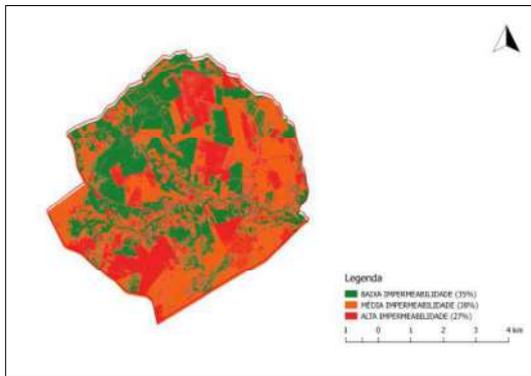 Legenda
BAIXA IMPERMEABILIDADE (35%)
MÉDIA IMPERMEABILIDADE (38%)
ALTA IMPERMEABILIDADE (27%)
1 0 1 2 3 4 km